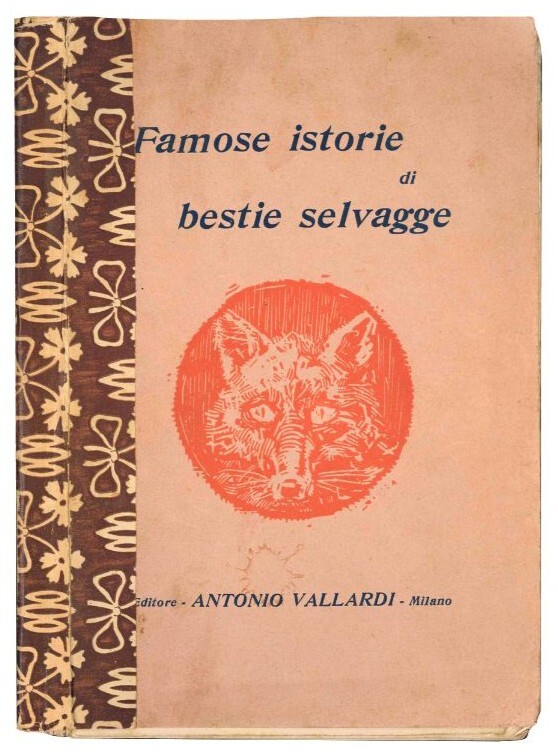 Famose istorie
di
bestie selvagge
Editore - ANTONIO VALLARDI - Milano